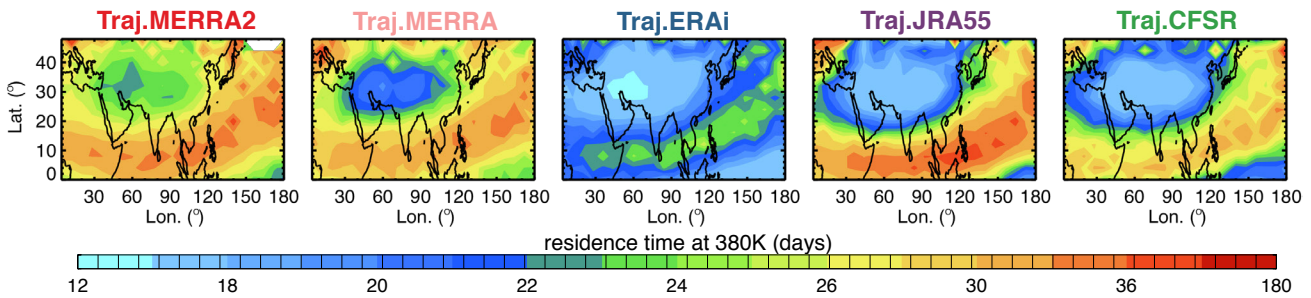 Traj.MERRA2 Traj.MERRA Traj.ERAi Traj.JRA55 Traj.CFSR
Lat. (°)
40
30
20
10
0
30 60 90 120 150 180 30 60 90 120 150 180 30 60 90 120 150 180 30 60 90 120 150 180 30 60 90 120 150 180
Lon. (°) Lon. (°) Lon. (°) Lon. (°) Lon. (°)
residence time at 380K (days)
12 18 20 22 24 26 30 36 180